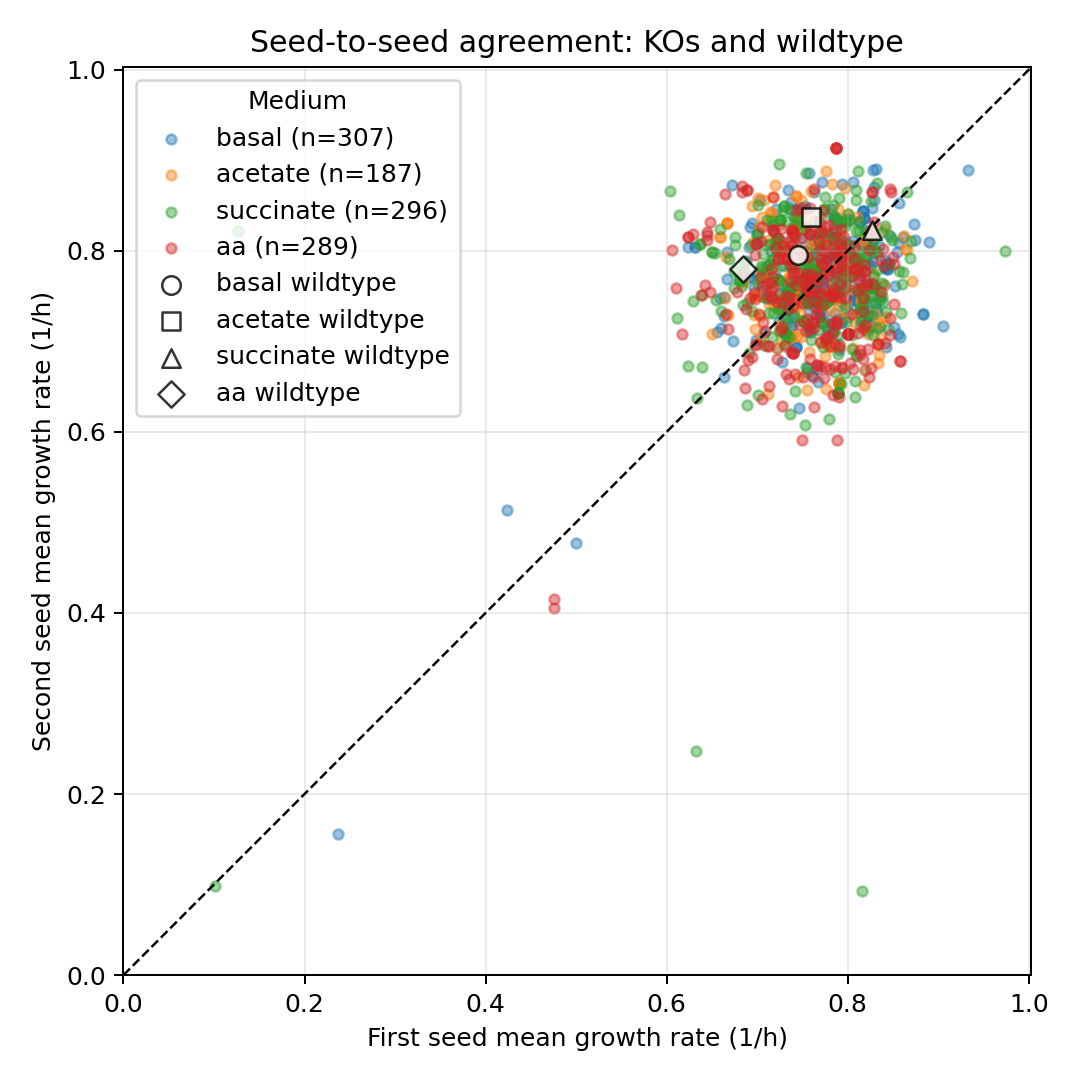 Seed-to-seed agreement: KOs and wildtype
1.0
0.8
0.6
0.4
0.2
0.0
Second seed mean growth rate (1/h)
Medium
basal (n=307)
acetate (n=187)
succinate (n=296)
aa (n=289)
basal wildtype
acetate wildtype
succinate wildtype
aa wildtype
0.0 0.2 0.4 0.6 0.8 1.0
First seed mean growth rate (1/h)